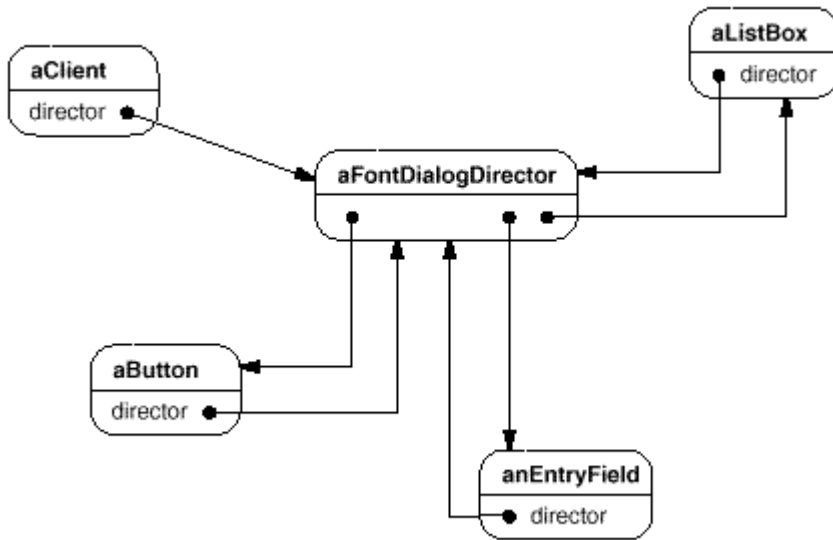 aListBox
director
aClient
director
aFontDialogDirector
aButton
director
anEntryField
director